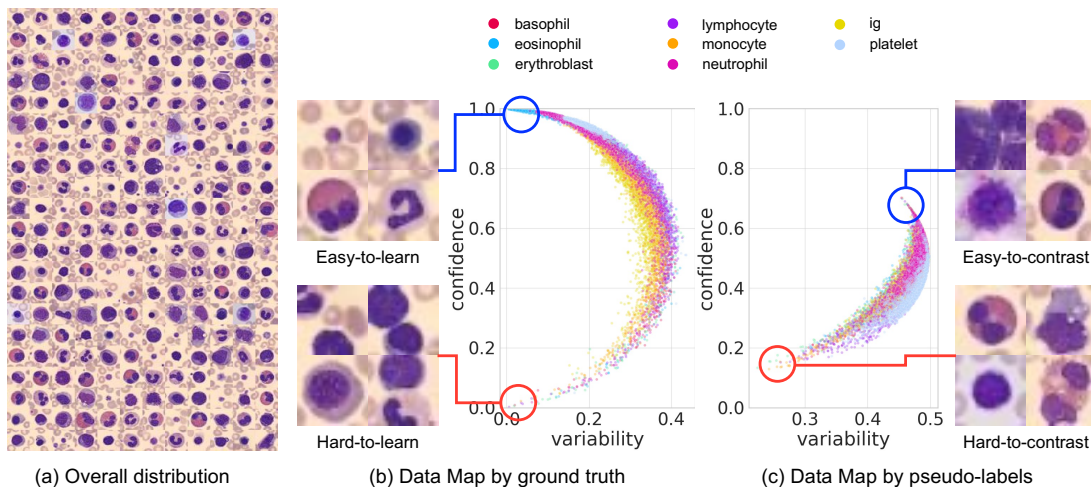 basophil
eosinophil
erythroblast
lymphocyte
monocyte
neutrophil
ig
platelet
Easy-to-learn
Hard-to-learn
confidence
1.0
0.8
0.6
0.4
0.2
0.0
0.0
0.2
0.4
variability
confidence
1.0
0.8
0.6
0.4
0.2
0.0
0.3
0.4
0.5
variability
Easy-to-contrast
Hard-to-contrast
(a) Overall distribution
(b) Data Map by ground truth
(c) Data Map by pseudo-labels